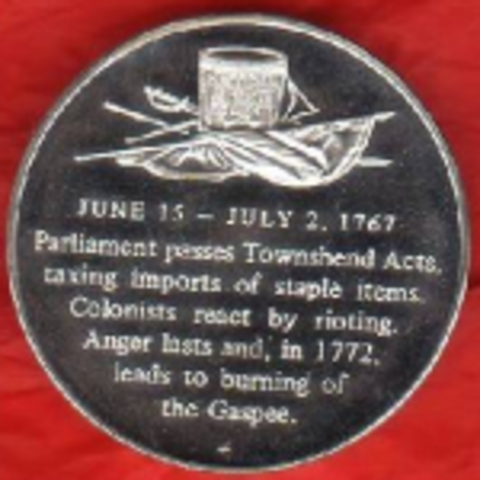 JUNE 15 – JULY 2, 1767
Parliament passes Townshend Acts,
taxing imports of staple items.
Colonists react by rioting.
Anger lasts and, in 1772,
leads to burning of
the Gaspee.